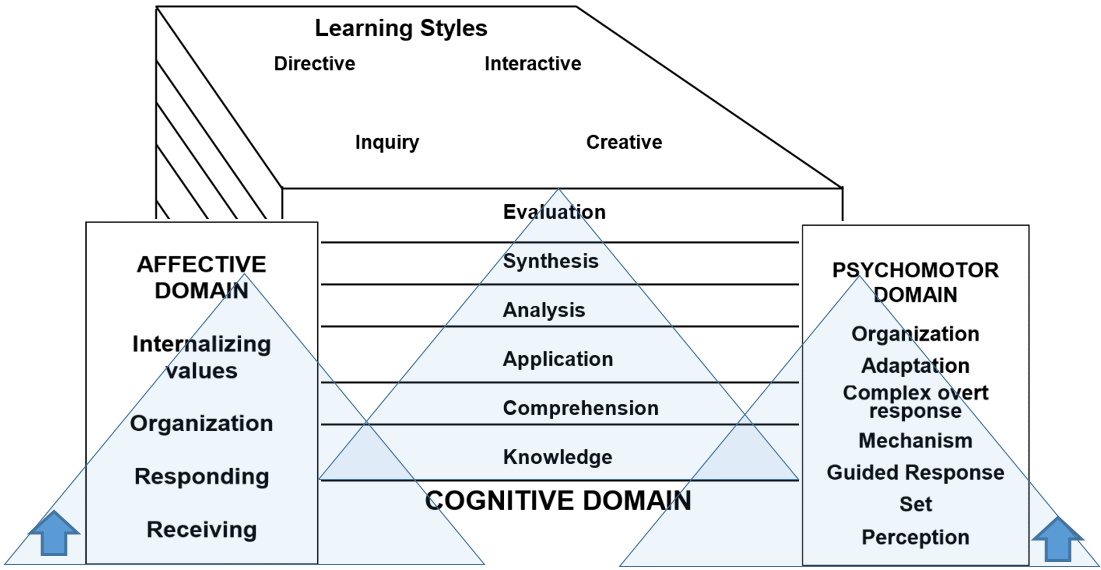 Learning Styles
Directive Interactive
Inquiry Creative
AFFECTIVE
DOMAIN
Internalizing
values
Organization
Responding
Receiving
Evaluation
Synthesis
Analysis
Application
Comprehension
Knowledge
COGNITIVE DOMAIN
PSYCHOMOTOR
DOMAIN
Organization
Adaptation
Complex overt
response
Mechanism
Guided Response
Set
Perception